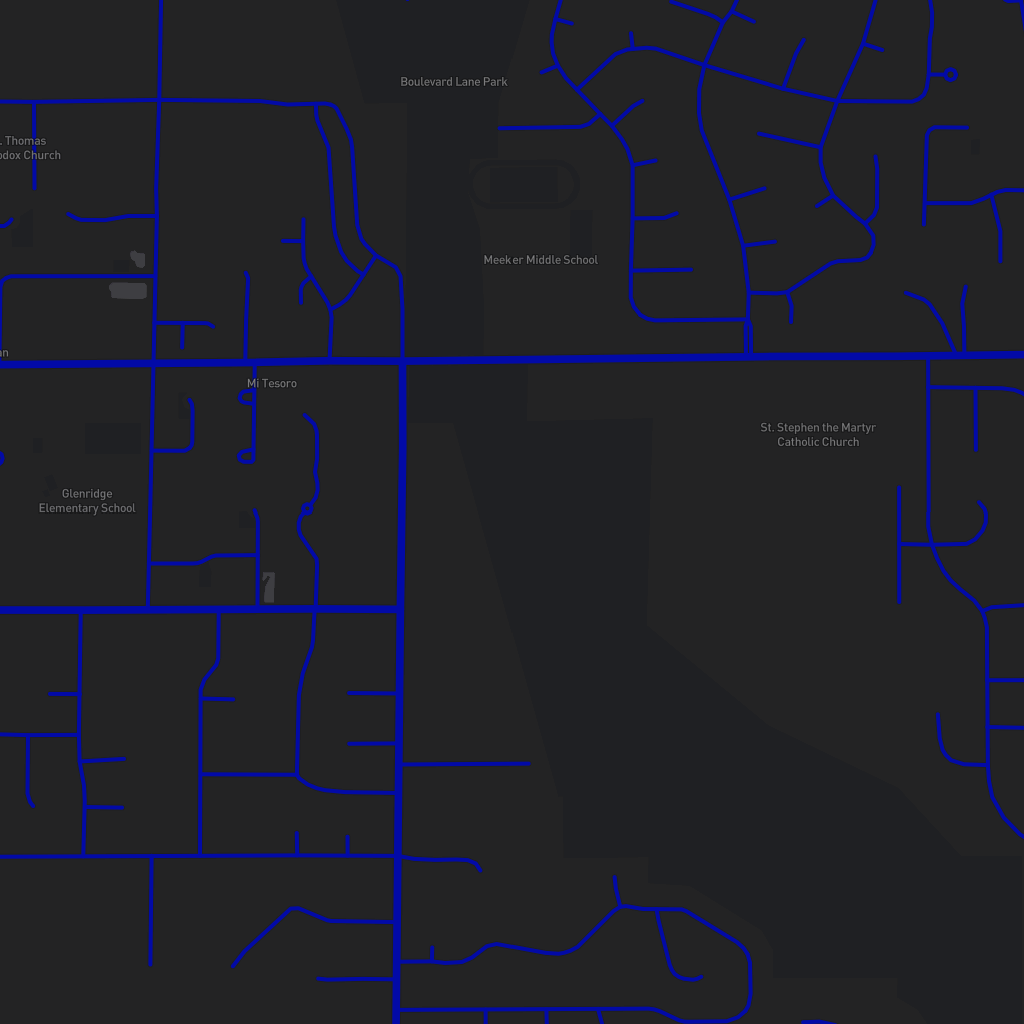 Boulevard Lane Park
. Thomas
odox Church
Meeker Middle School
nn
Mi Tesoro
St. Stephen the Martyr
Catholic Church
Glenridge
Elementary School